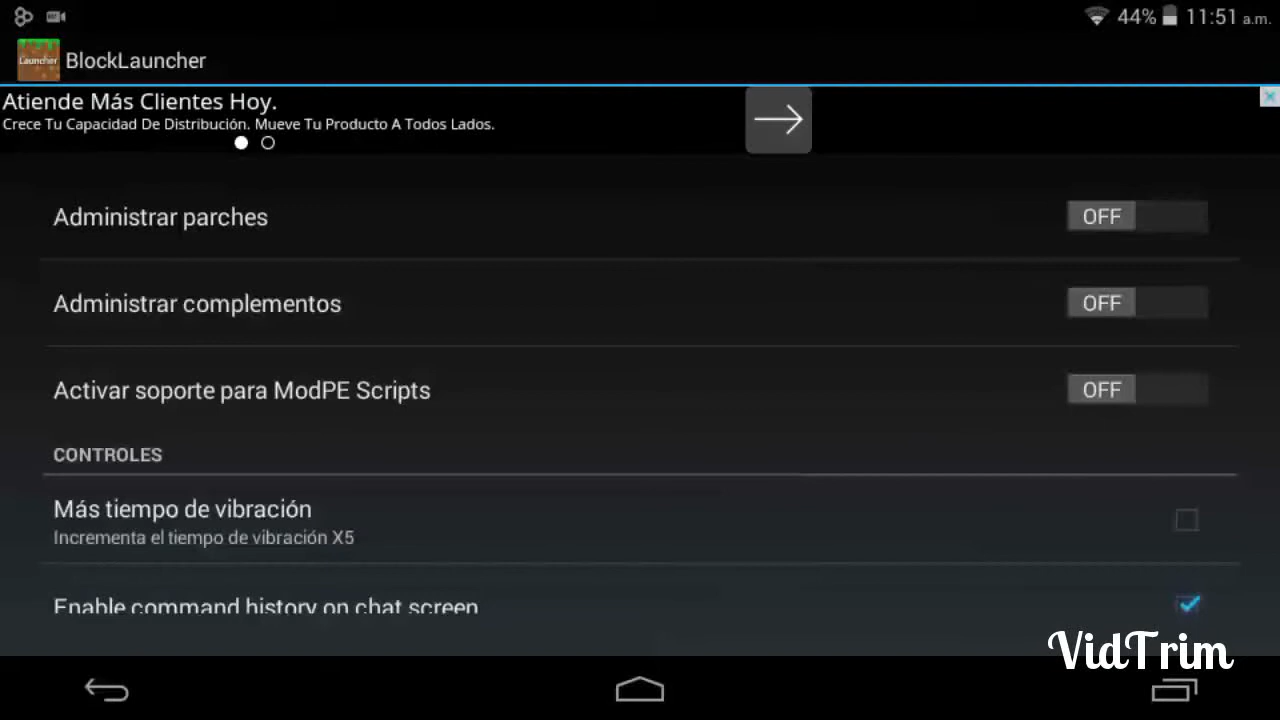 44% 11:51 a.m.
Launcher
BlockLauncher
Atiende Más Clientes Hoy.
Crece Tu Capacidad De Distribución. Mueve Tu Producto A Todos Lados.
Administrar parches OFF
Administrar complementos OFF
Activar soporte para ModPE Scripts OFF
CONTROLES
Más tiempo de vibración
Incrementa el tiempo de vibración X5
Enable command history on chat screen
VidTrim